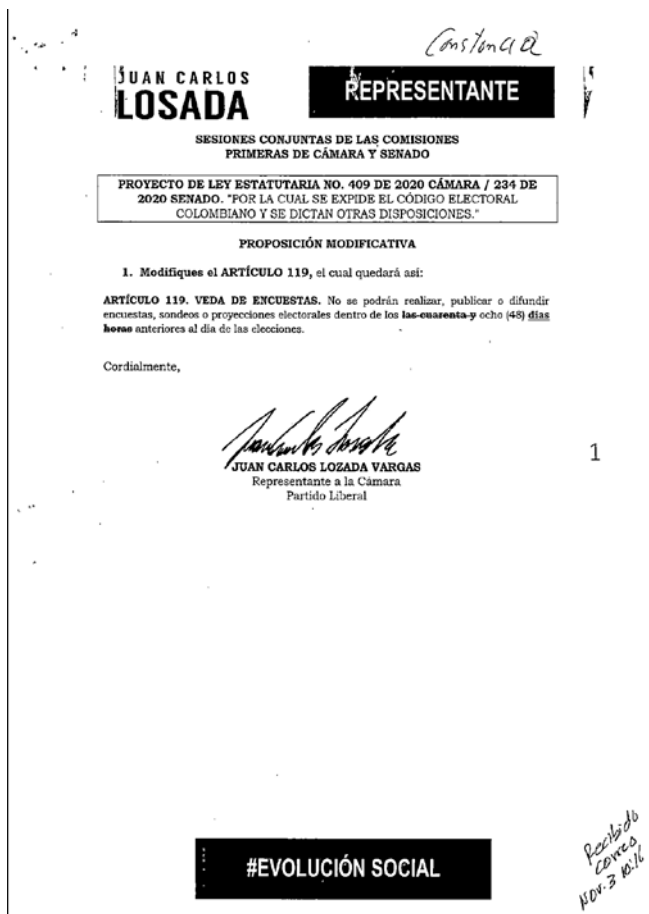 Constancia
JUAN CARLOS
LOSADA
REPRESENTANTE
SESIONES CONJUNTAS DE LAS COMISIONES
PRIMERAS DE CÁMARA Y SENADO
PROYECTO DE LEY ESTATUTARIA NO. 409 DE 2020 CÁMARA / 234 DE
2020 SENADO. "POR LA CUAL SE EXPIDE EL CÓDIGO ELECTORAL
COLOMBIANO Y SE DICTAN OTRAS DISPOSICIONES."
PROPOSICIÓN MODIFICATIVA
1. Modifiques el ARTÍCULO 119, el cual quedará así:
ARTÍCULO 119. VEDA DE ENCUESTAS. No se podrán realizar, publicar o difundir
encuestas, sondeos o proyecciones electorales dentro de los las cuarenta y ocho (48) días
horas anteriores al día de las elecciones.
Cordialmente,
JUAN CARLOS LOZADA VARGAS
Representante a la Cámara
Partido Liberal
1
#EVOLUCIÓN SOCIAL
Recibido
correo
Nov. 3 10:16